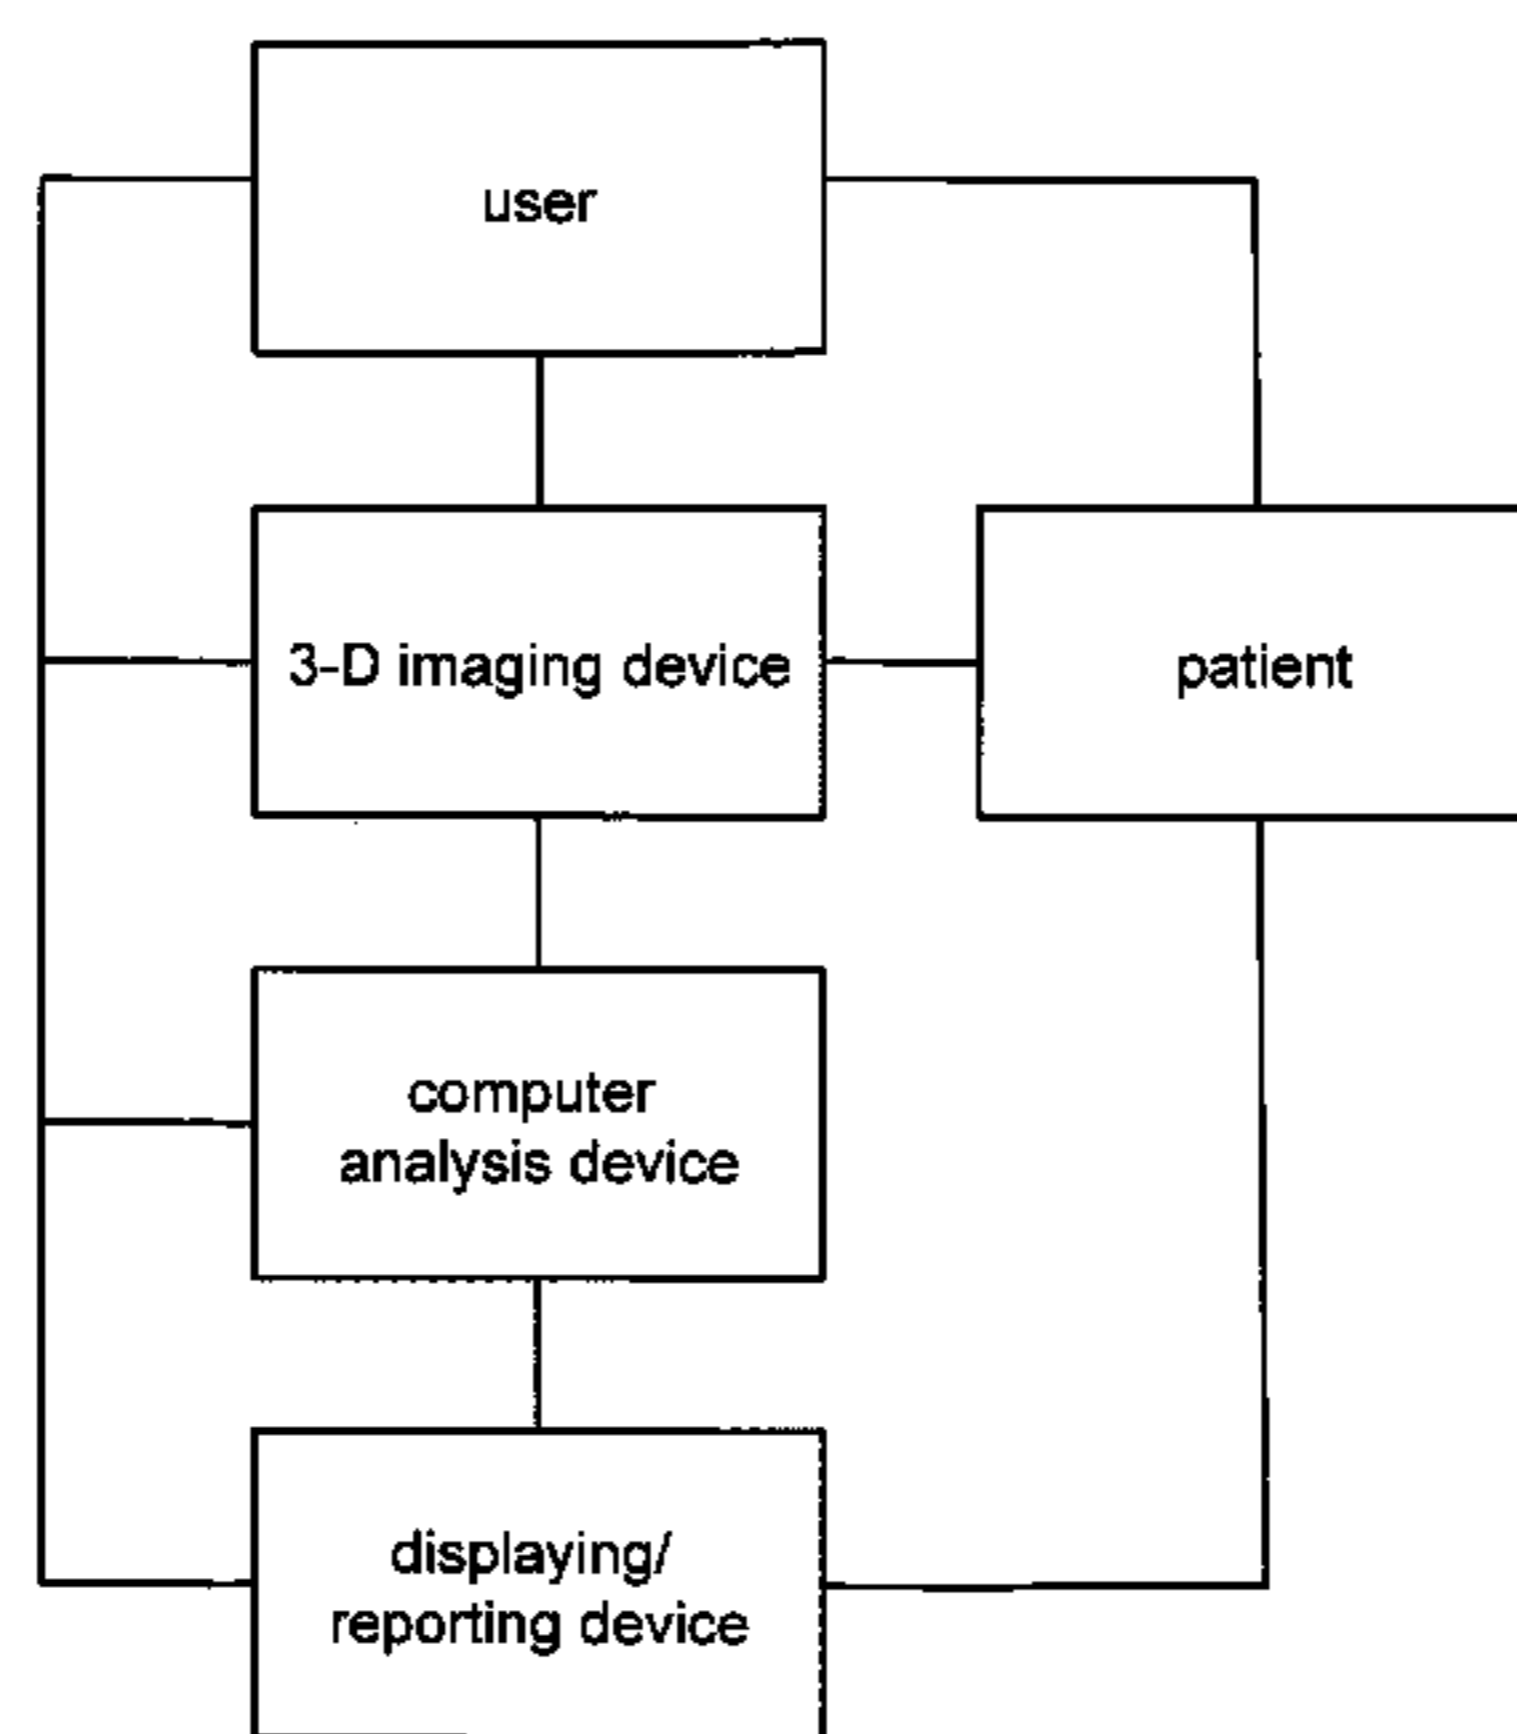 user
3-D imaging device
patient
computer
analysis device
displaying/
reporting device